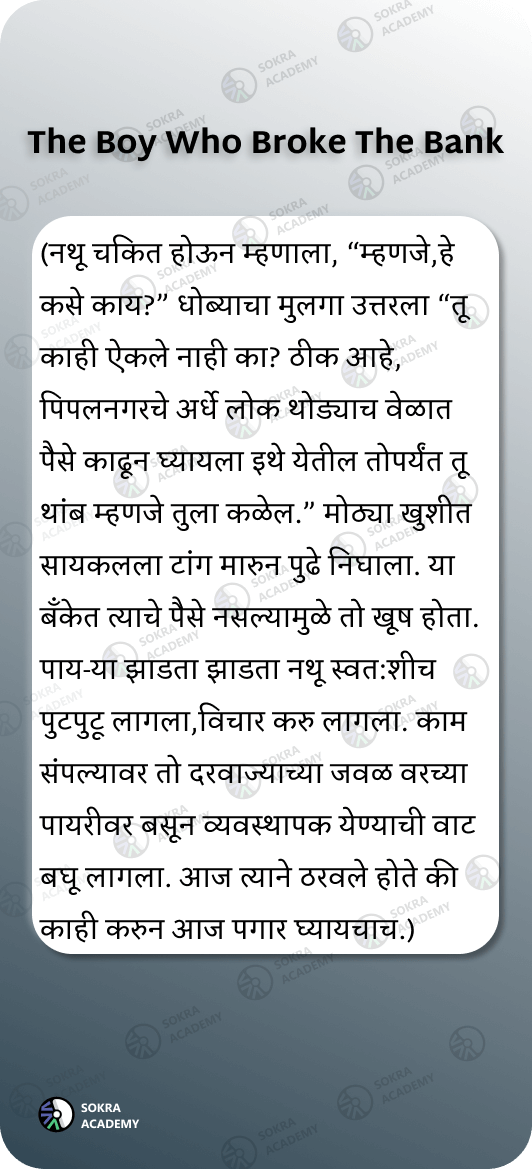 The Boy Who Broke The Bank
(नथू चकित होऊन म्हणाला, “म्हणजे,हे
कसे काय?” धोब्याचा मुलगा उत्तरला “तू
काही ऐकले नाही का? ठीक आहे,
पिपलनगरचे अर्धे लोक थोड्याच वेळात
पैसे काढून घ्यायला इथे येतील तोपर्यंत तू
थांब म्हणजे तुला कळेल.” मोठ्या खुशीत
सायकलला टांग मारुन पुढे निघाला. या
बँकेत त्याचे पैसे नसल्यामुळे तो खूष होता.
पाय-या झाडता झाडता नथू स्वत:शीच
पुटपुटू लागला,विचार करु लागला. काम
संपल्यावर तो दरवाज्याच्या जवळ वरच्या
पायरीवर बसून व्यवस्थापक येण्याची वाट
बघू लागला. आज त्याने ठरवले होते की
काही करुन आज पगार घ्यायचाच.)
SOKRA
ACADEMY